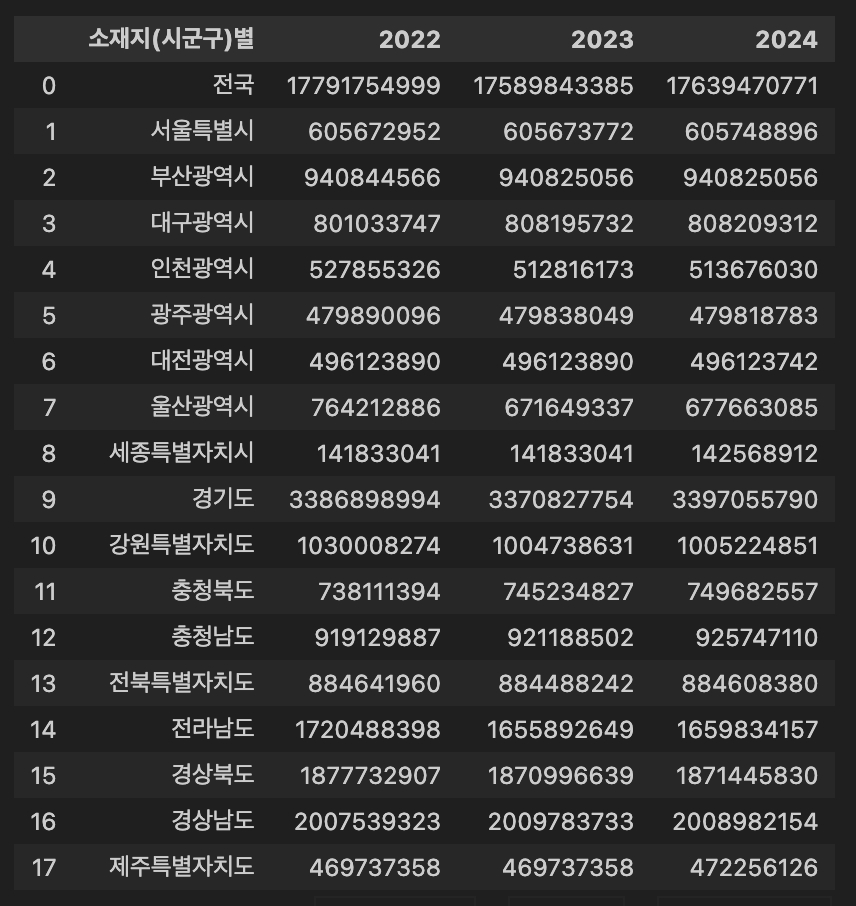 소재지(시군구)별 2022 2023 2024
0 전국 17791754999 17589843385 17639470771
1 서울특별시 605672952 605673772 605748896
2 부산광역시 940844566 940825056 940825056
3 대구광역시 801033747 808195732 808209312
4 인천광역시 527855326 512816173 513676030
5 광주광역시 479890096 479838049 479818783
6 대전광역시 496123890 496123890 496123742
7 울산광역시 764212886 671649337 677663085
8 세종특별자치시 141833041 141833041 142568912
9 경기도 3386898994 3370827754 3397055790
10 강원특별자치도 1030008274 1004738631 1005224851
11 충청북도 738111394 745234827 749682557
12 충청남도 919129887 921188502 925747110
13 전북특별자치도 884641960 884488242 884608380
14 전라남도 1720488398 1655892649 1659834157
15 경상북도 1877732907 1870996639 1871445830
16 경상남도 2007539323 2009783733 2008982154
17 제주특별자치도 469737358 469737358 472256126